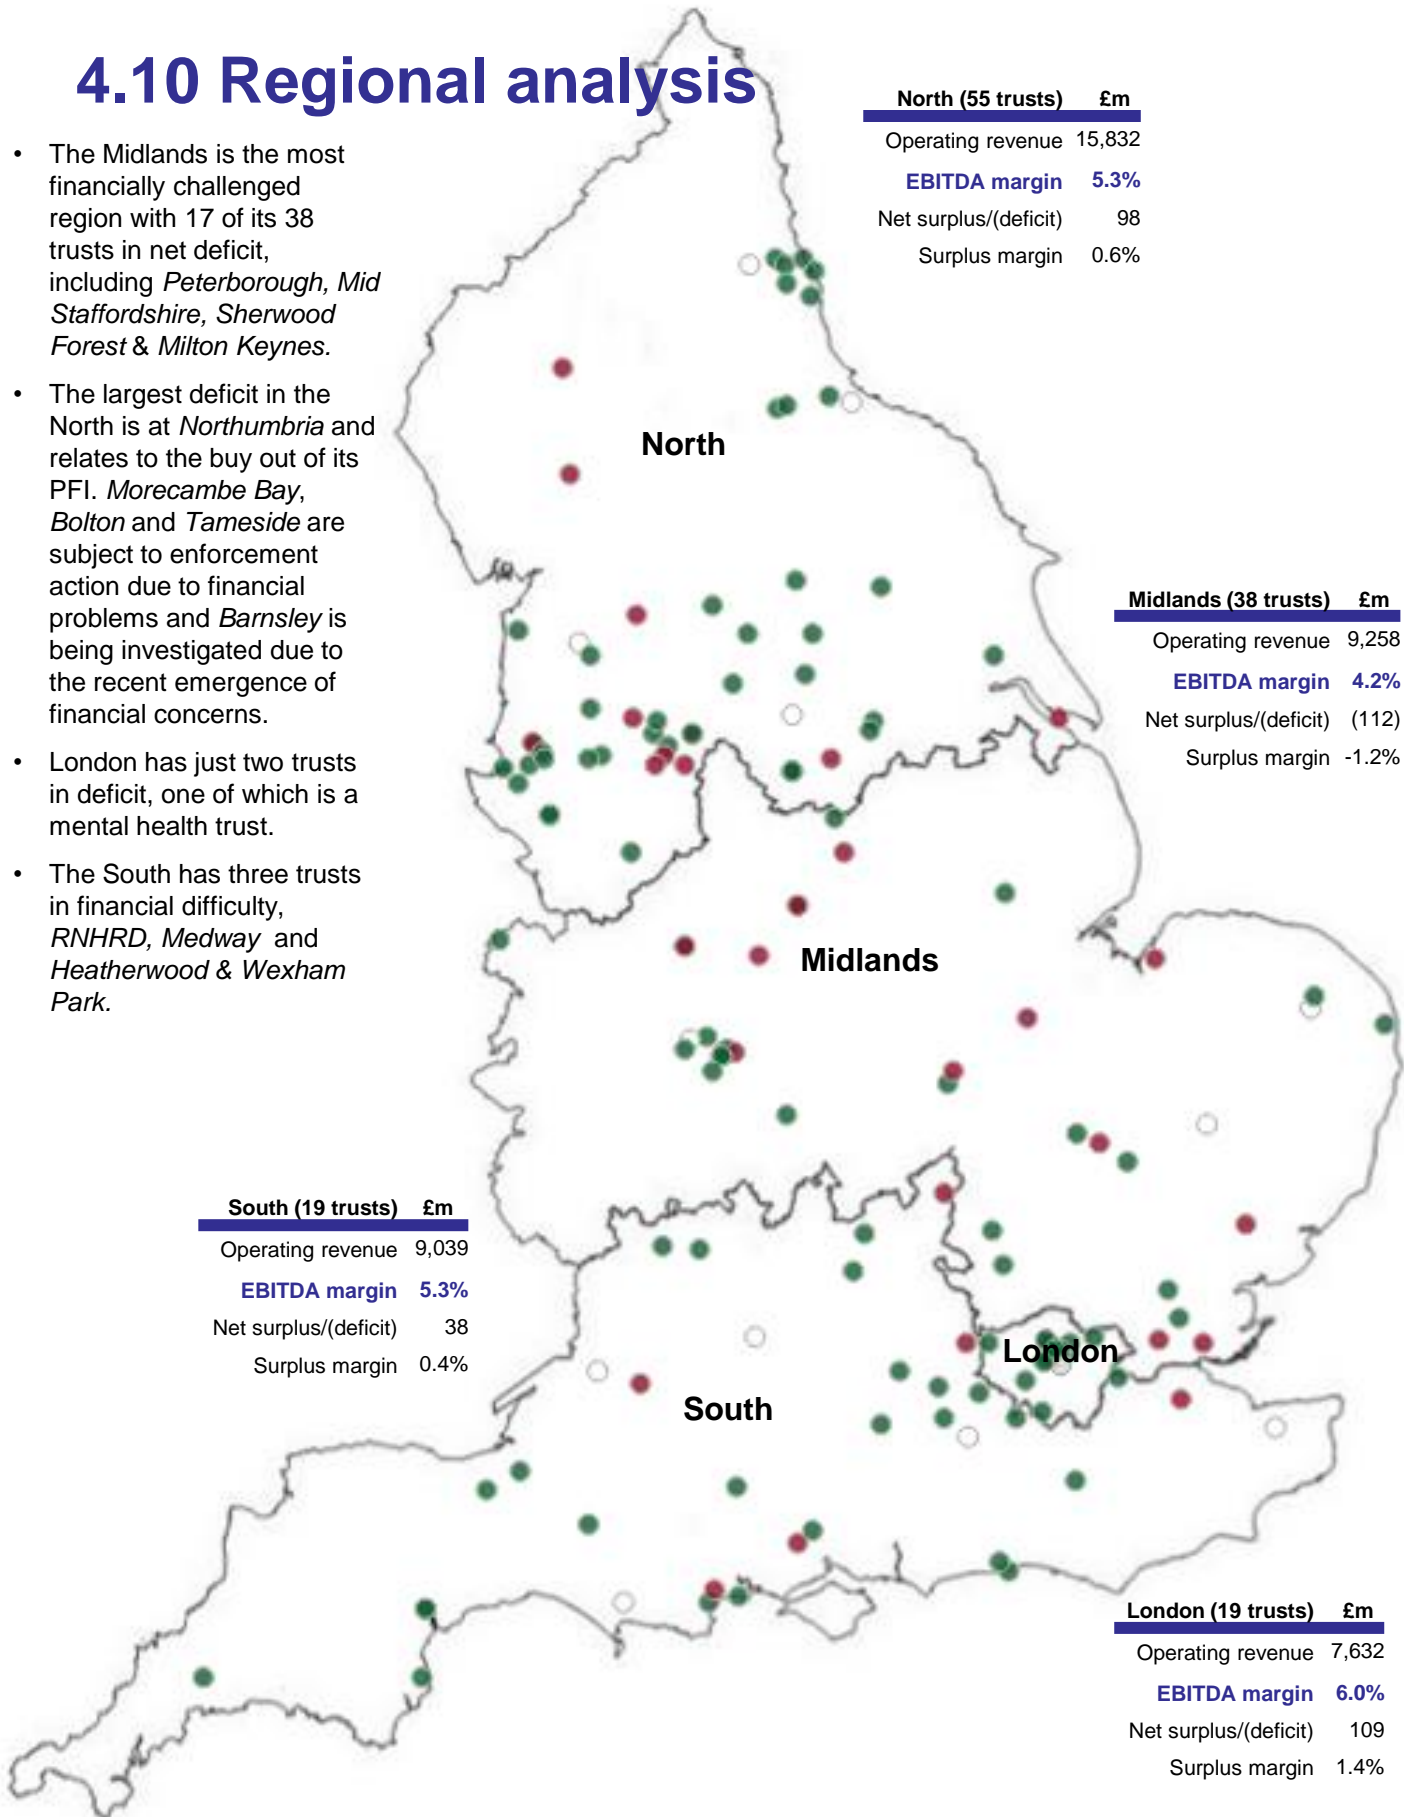 4.10 Regional analysis
• The Midlands is the most
financially challenged
region with 17 of its 38
trusts in net deficit,
including Peterborough, Mid
Staffordshire, Sherwood
Forest & Milton Keynes.
• The largest deficit in the
North is at Northumbria and
relates to the buy out of its
PFI. Morecambe Bay,
Bolton and Tameside are
subject to enforcement
action due to financial
problems and Barnsley is
being investigated due to
the recent emergence of
financial concerns.
• London has just two trusts
in deficit, one of which is a
mental health trust.
• The South has three trusts
in financial difficulty,
RNHRD, Medway and
Heatherwood & Wexham
Park.
North (55 trusts) £m
Operating revenue 15,832
EBITDA margin 5.3%
Net surplus/(deficit) 98
Surplus margin 0.6%
North
Midlands (38 trusts) £m
Operating revenue 9,258
EBITDA margin 4.2%
Net surplus/(deficit) (112)
Surplus margin -1.2%
Midlands
South (19 trusts) £m
Operating revenue 9,039
EBITDA margin 5.3%
Net surplus/(deficit) 38
Surplus margin 0.4%
London
South
London (19 trusts) £m
Operating revenue 7,632
EBITDA margin 6.0%
Net surplus/(deficit) 109
Surplus margin 1.4%